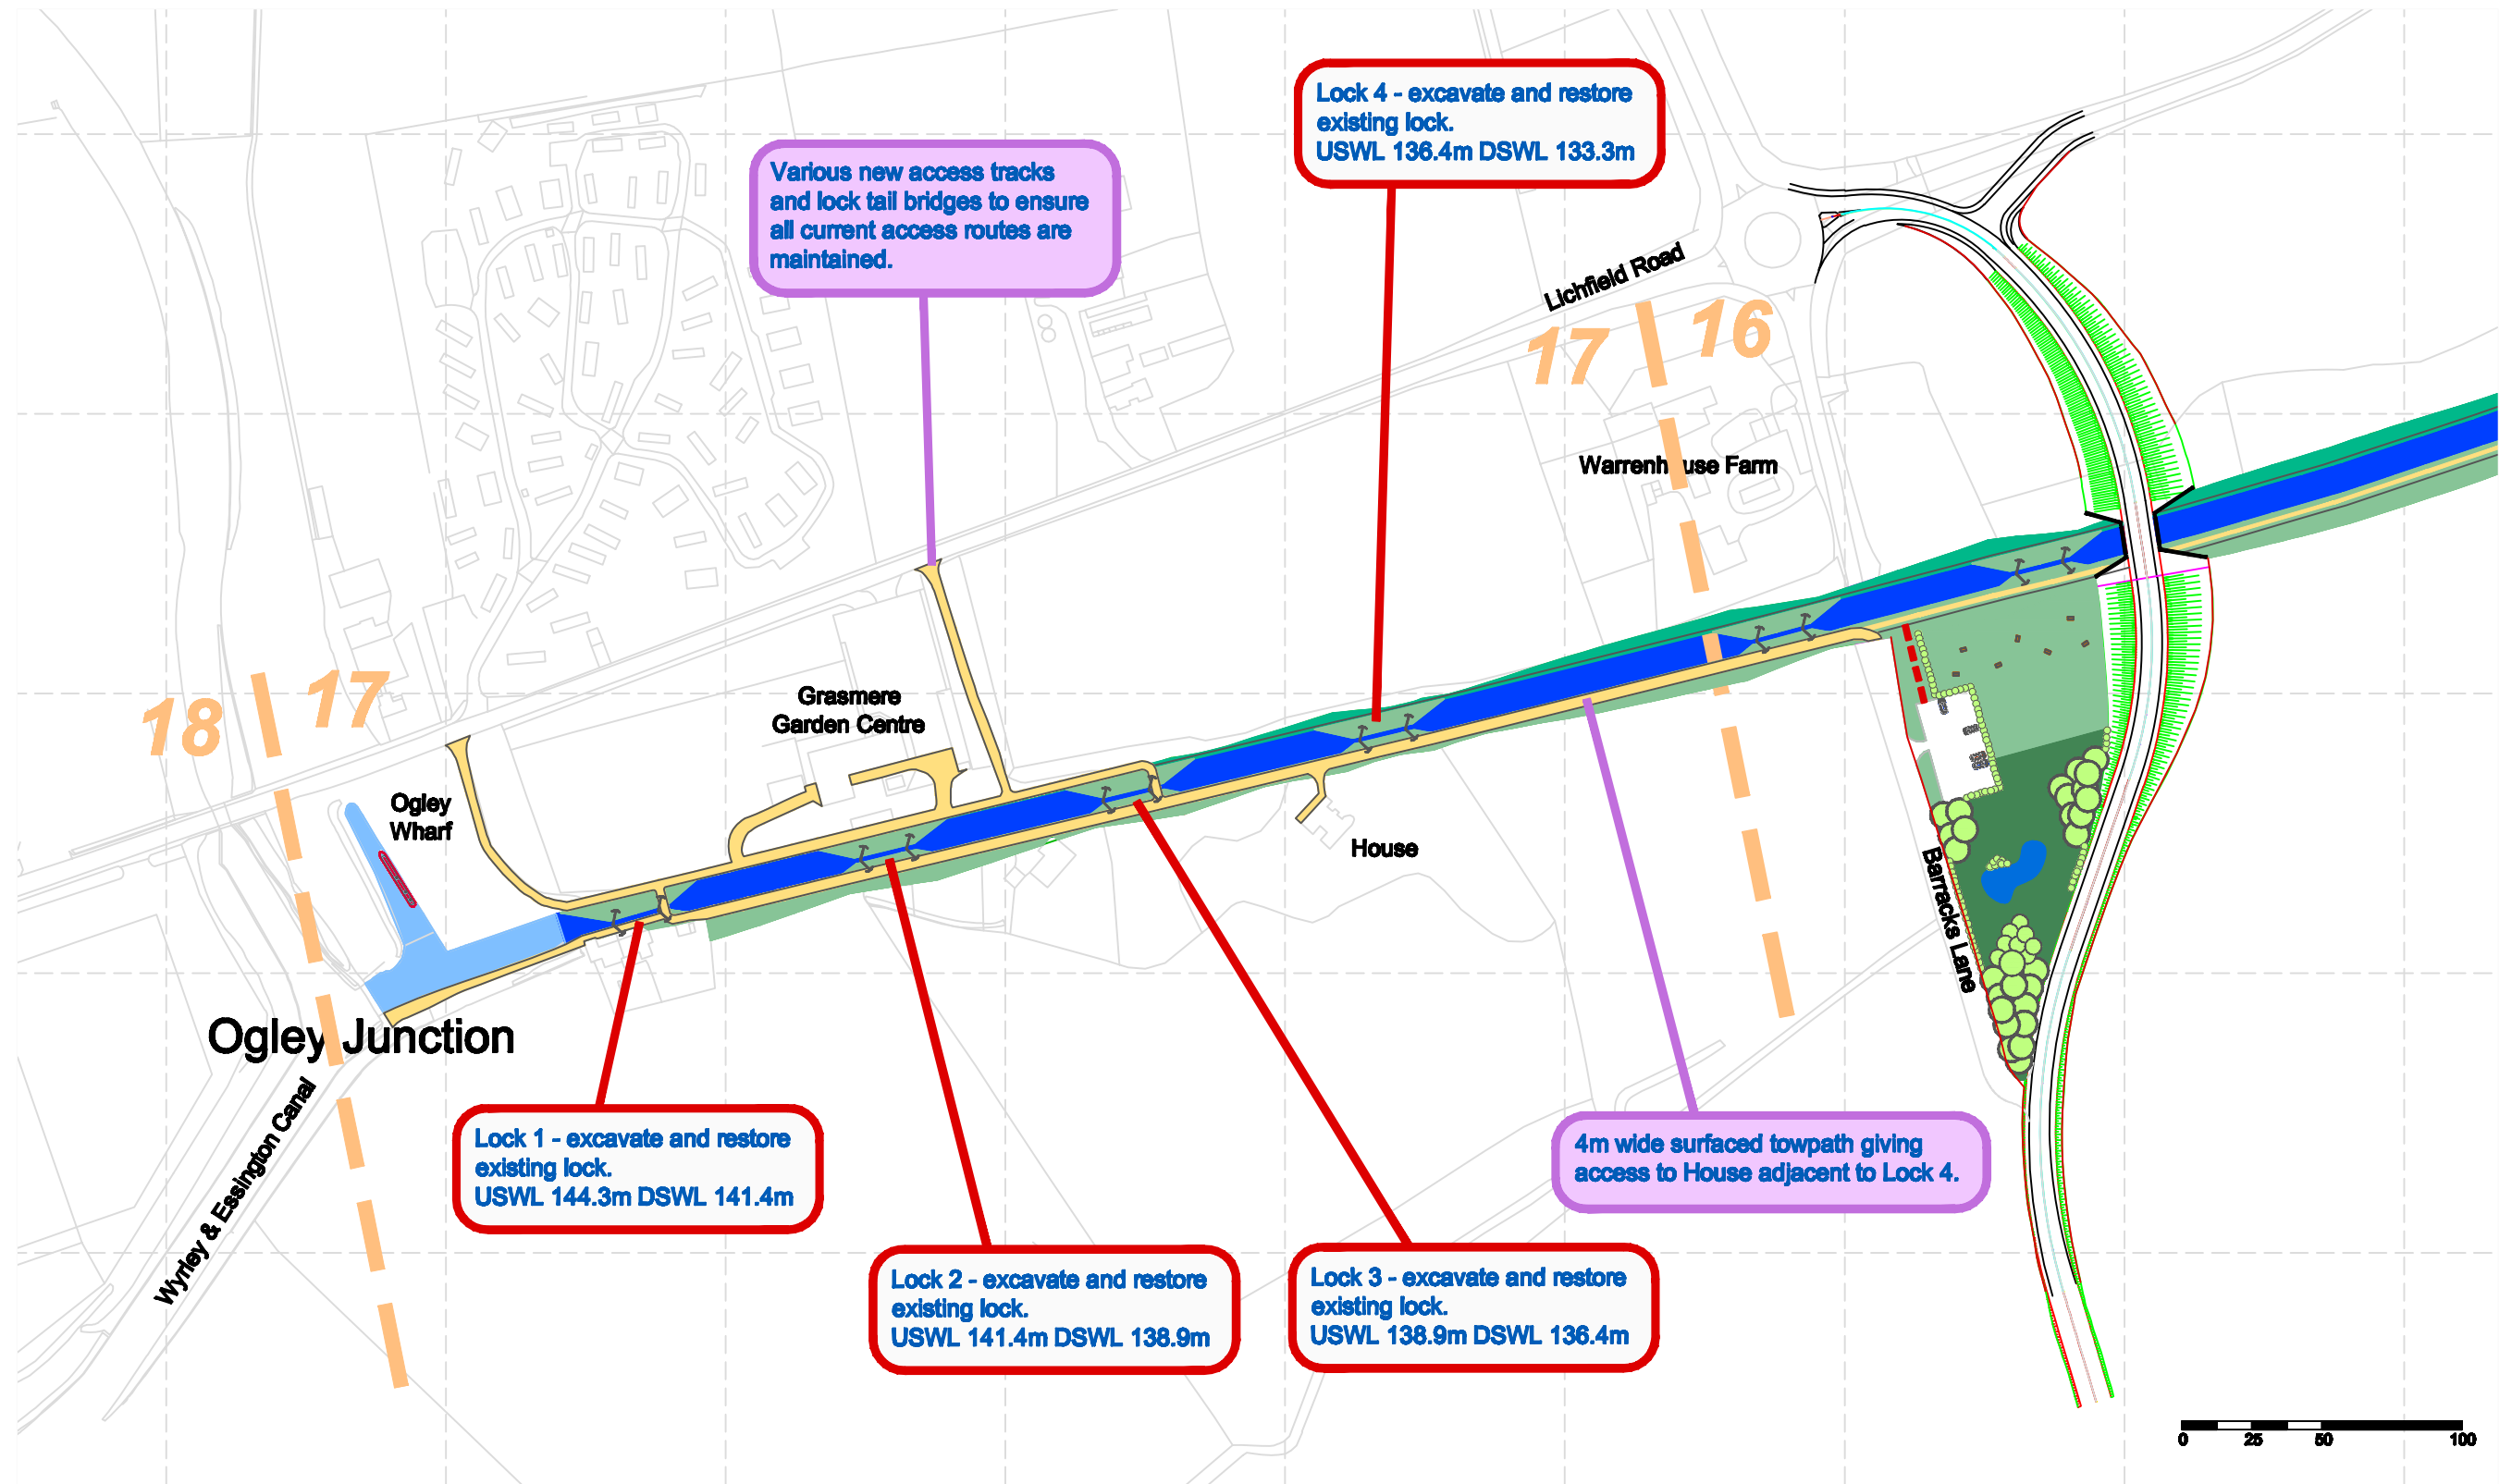 Lock 4 - excavate and restore
existing lock.
USWL 136.4m DSWL 133.3m
Various new access tracks
and lock tail bridges to ensure
all current access routes are
maintained.
Lichfield Road
17
16
Warrenhouse Farm
18
17
Grasmere
Garden Centre
Ogley
Wharf
House
Barracks Lane
Ogley Junction
Wyrley & Essington Canal
Lock 1 - excavate and restore
existing lock.
USWL 144.3m DSWL 141.4m
4m wide surfaced towpath giving
access to House adjacent to Lock 4.
Lock 2 - excavate and restore
existing lock.
USWL 141.4m DSWL 138.9m
Lock 3 - excavate and restore
existing lock.
USWL 138.9m DSWL 136.4m
0 25 50 100